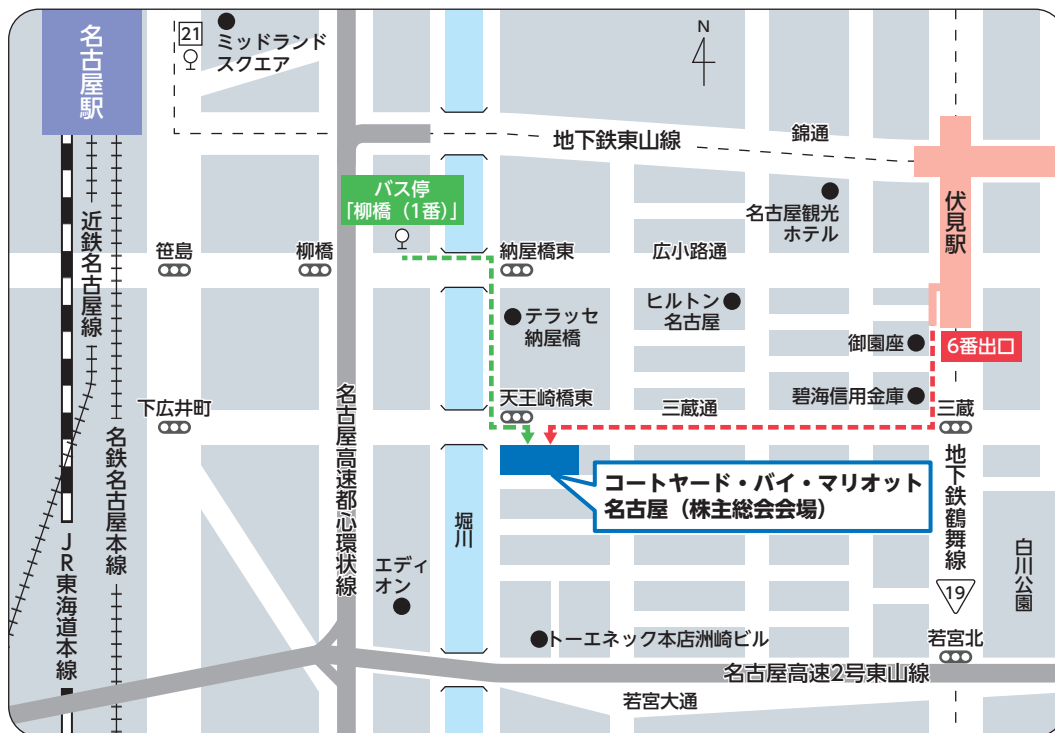 名古屋駅
21
ミッドランド
スクエア
N
地下鉄東山線
錦通
バス停
「柳橋（1番）」
名古屋観光
ホテル
伏見駅
近鉄名古屋線
笹島
柳橋
納屋橋東
広小路通
テラッセ
納屋橋
ヒルトン
名古屋
御園座
6番出口
下広井町
名古屋高速都心環状線
天王崎橋東
三蔵通
碧海信用金庫
三蔵
名鉄名古屋本線
コートヤード・バイ・マリオット
名古屋（株主総会会場）
地下鉄鶴舞線
堀川
JR東海道本線
エディ
オン
白川公園
19
トーエネック本店洲崎ビル
若宮北
名古屋高速2号東山線
若宮大通